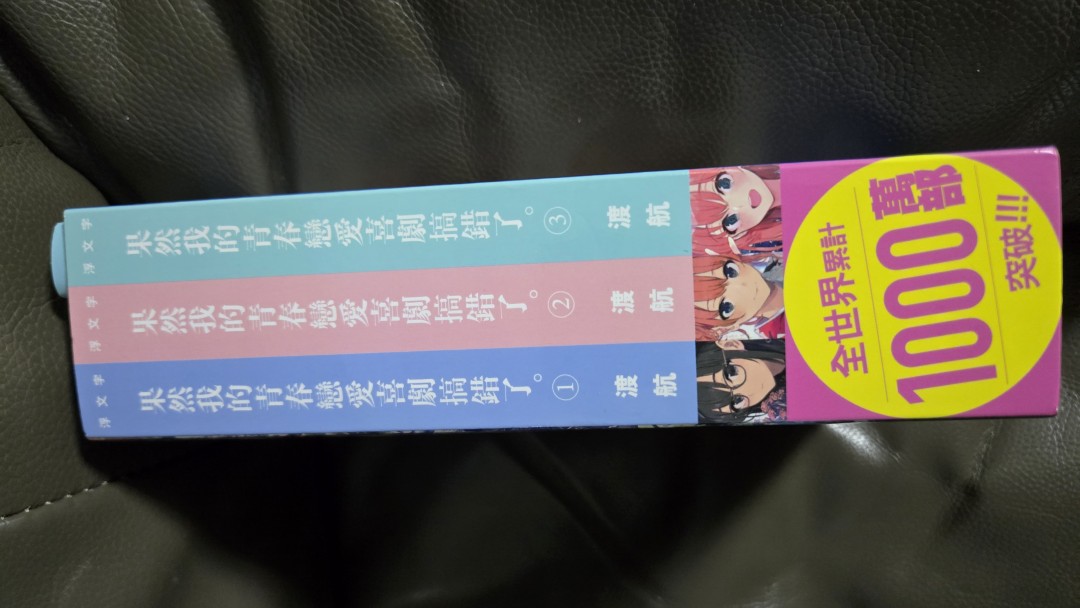 浮文字
果然我的青春戀愛喜劇搞錯了。③
渡航
浮文字
果然我的青春戀愛喜劇搞錯了。②
渡航
浮文字
果然我的青春戀愛喜劇搞錯了。①
渡航
全世界累計
1000萬部
突破!!!